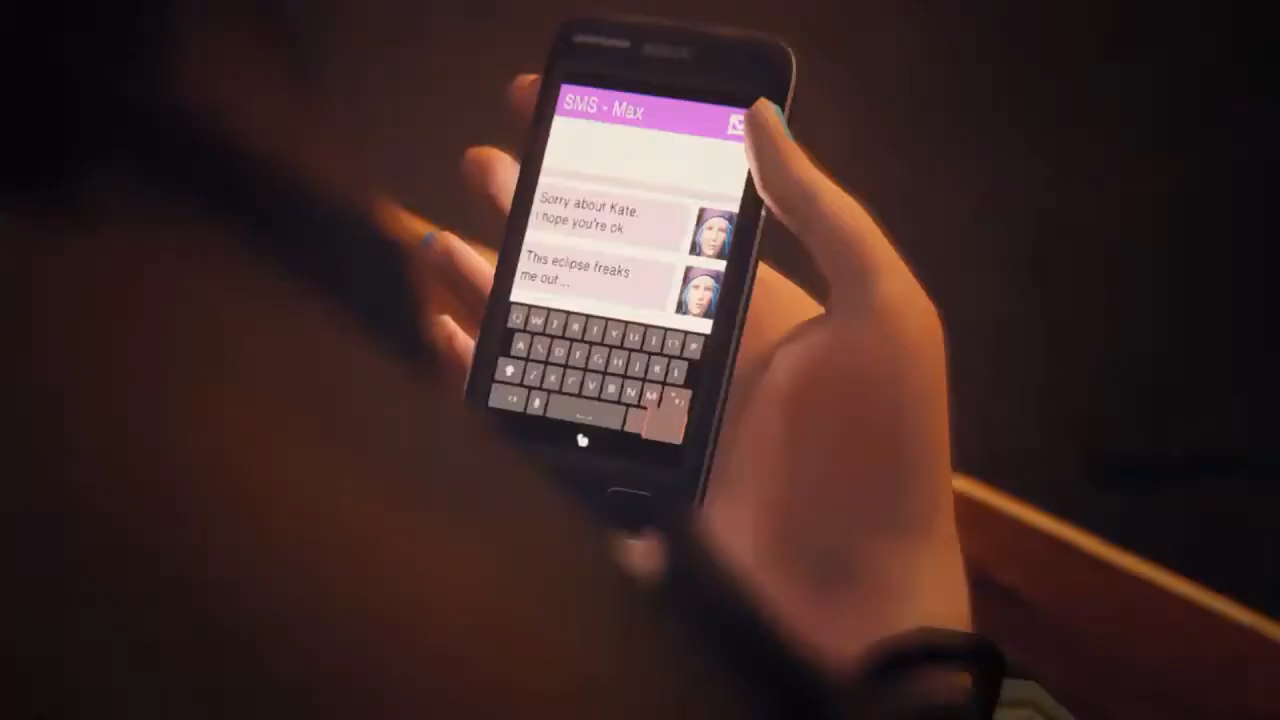 SMS - Max
Sorry about Kate.
I hope you're ok
This eclipse freaks
me out...
Q W E R T Y U I O P
A S D F G H J K L
Z X C V B N M